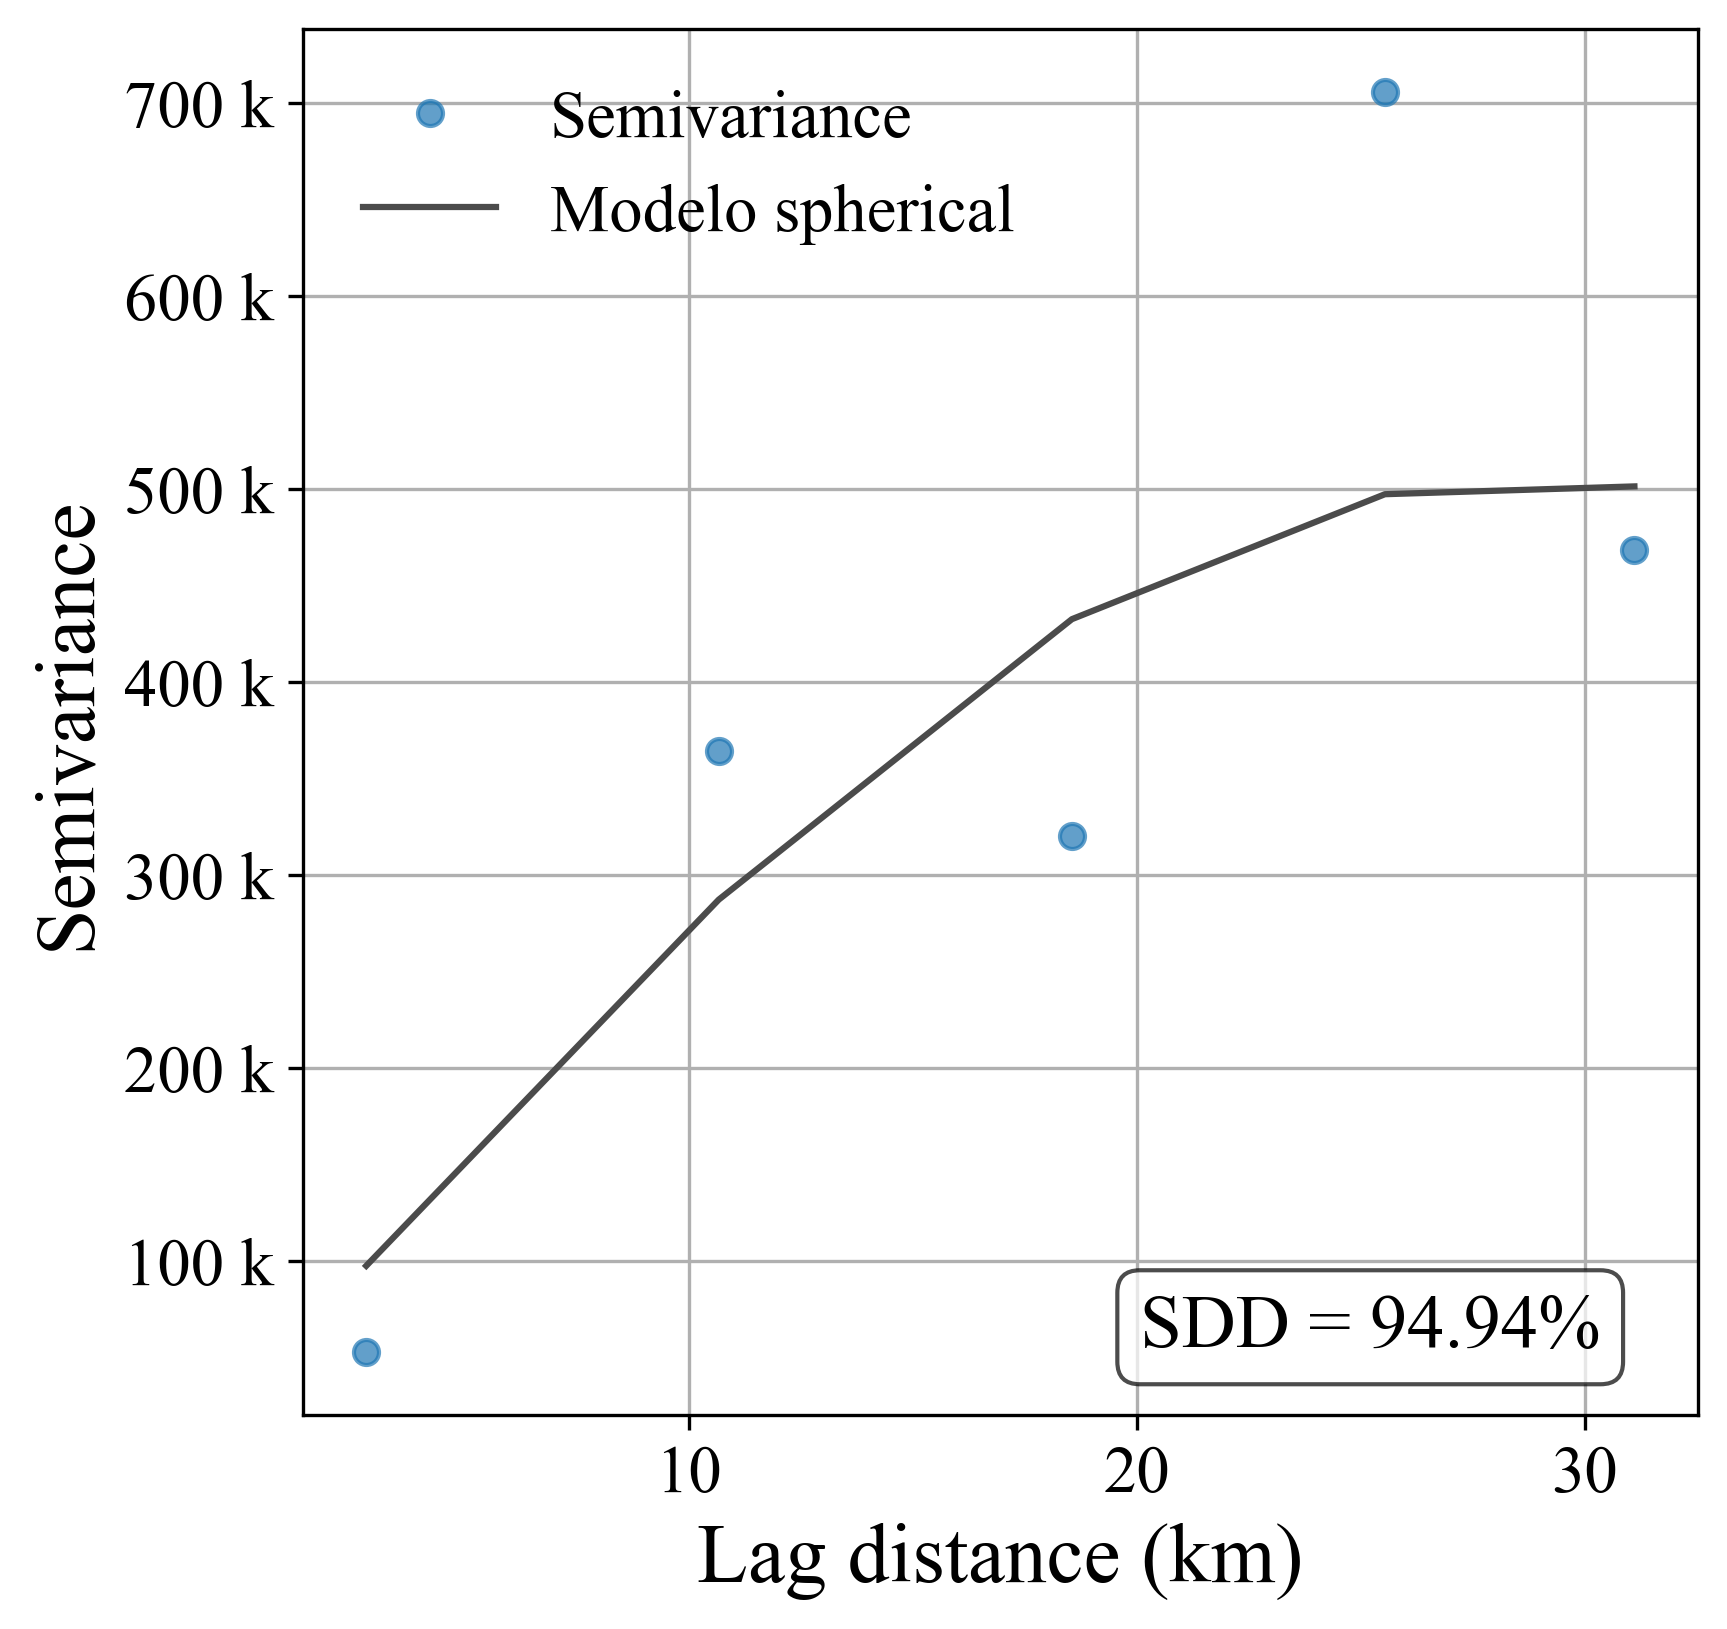 700 k
600 k
500 k
400 k
300 k
200 k
100 k
Semivariance
Semivariance
Modelo spherical
SDD = 94.94%
10
20
30
Lag distance (km)